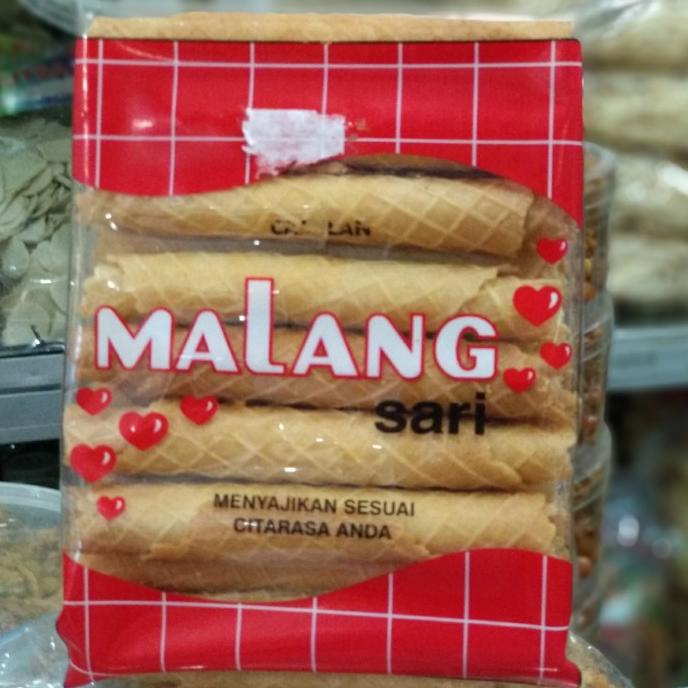 MALANG
sari
MENYAJIKAN SESUAI
CITARASA ANDA